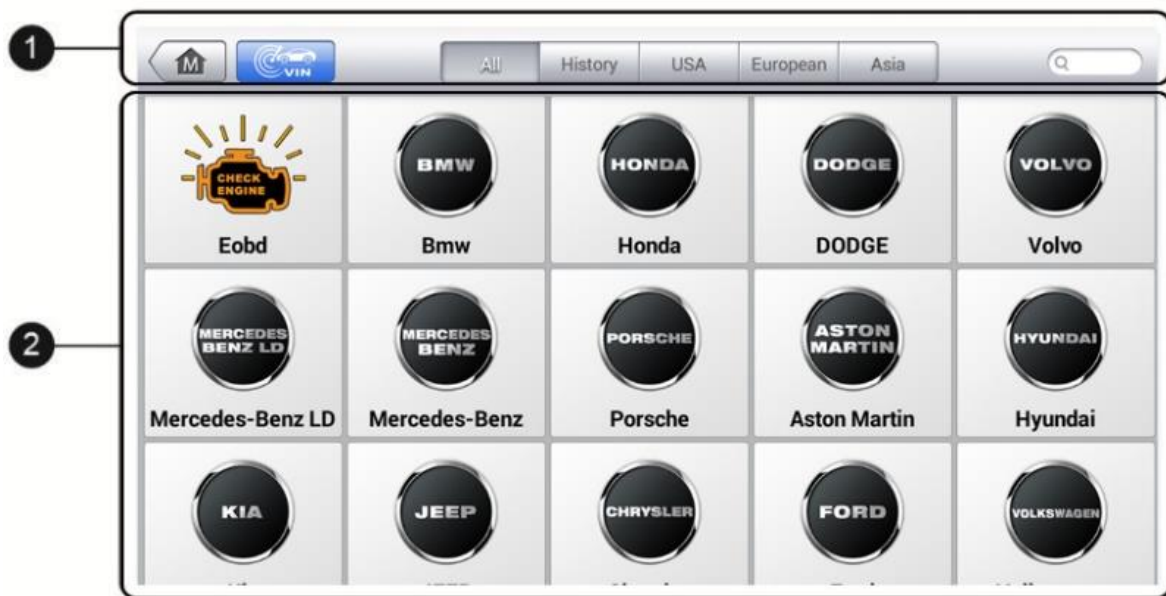 1
M
VIN
All
History
USA
European
Asia
2
CHECK
ENGINE
Eobd
BMW
Bmw
HONDA
Honda
DODGE
DODGE
VOLVO
Volvo
MERCEDES
BENZ LD
Mercedes-Benz LD
MERCEDES
BENZ
Mercedes-Benz
PORSCHE
Porsche
ASTON
MARTIN
Aston Martin
HYUNDAI
Hyundai
KIA
JEEP
CHRYSLER
FORD
VOLKSWAGEN